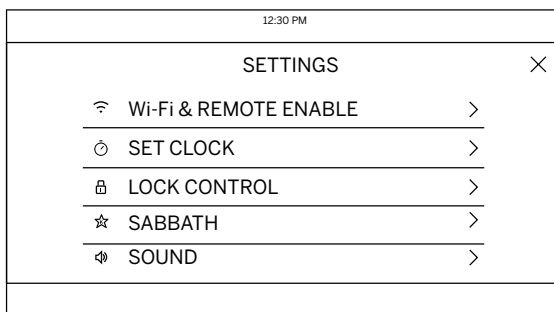 12:30 PM
SETTINGS
Wi-Fi & REMOTE ENABLE
SET CLOCK
LOCK CONTROL
SABBATH
SOUND